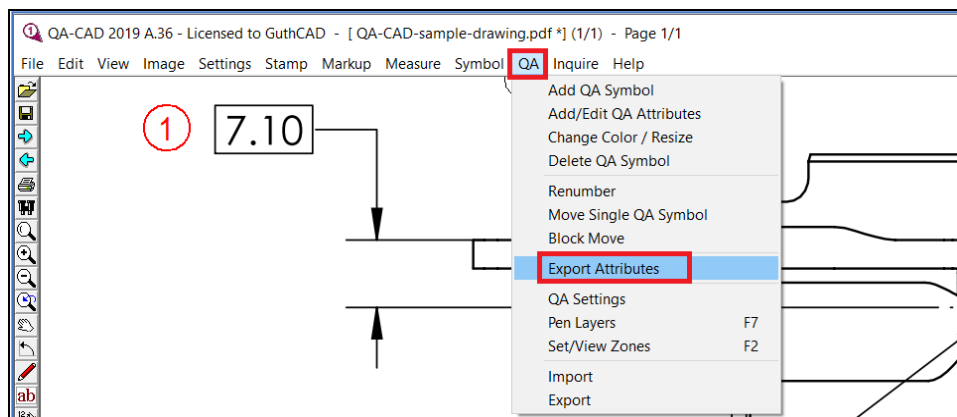 QA-CAD 2019 A.36 - Licensed to GuthCAD - [ QA-CAD-sample-drawing.pdf *] (1/1) - Page 1/1
File Edit View Image Settings Stamp Markup Measure Symbol QA Inquire Help
Add QA Symbol
Add/Edit QA Attributes
Change Color / Resize
Delete QA Symbol
Renumber
Move Single QA Symbol
Block Move
Export Attributes
QA Settings
Pen Layers F7
Set/View Zones F2
Import
Export
1 7.10
ab